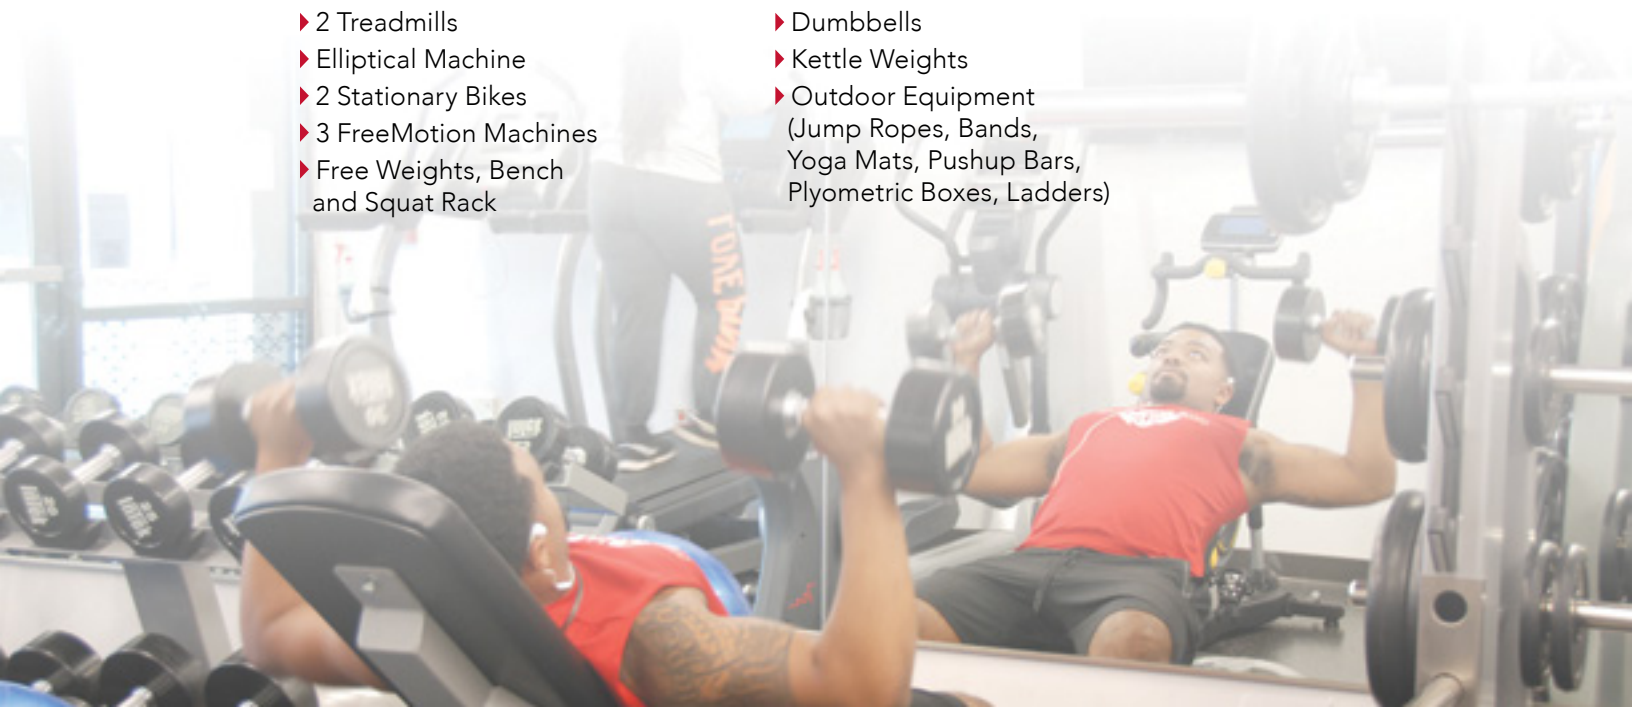 2 Treadmills
Elliptical Machine
2 Stationary Bikes
3 FreeMotion Machines
Free Weights, Bench
and Squat Rack
Dumbbells
Kettle Weights
Outdoor Equipment
(Jump Ropes, Bands,
Yoga Mats, Pushup Bars,
Plyometric Boxes, Ladders)